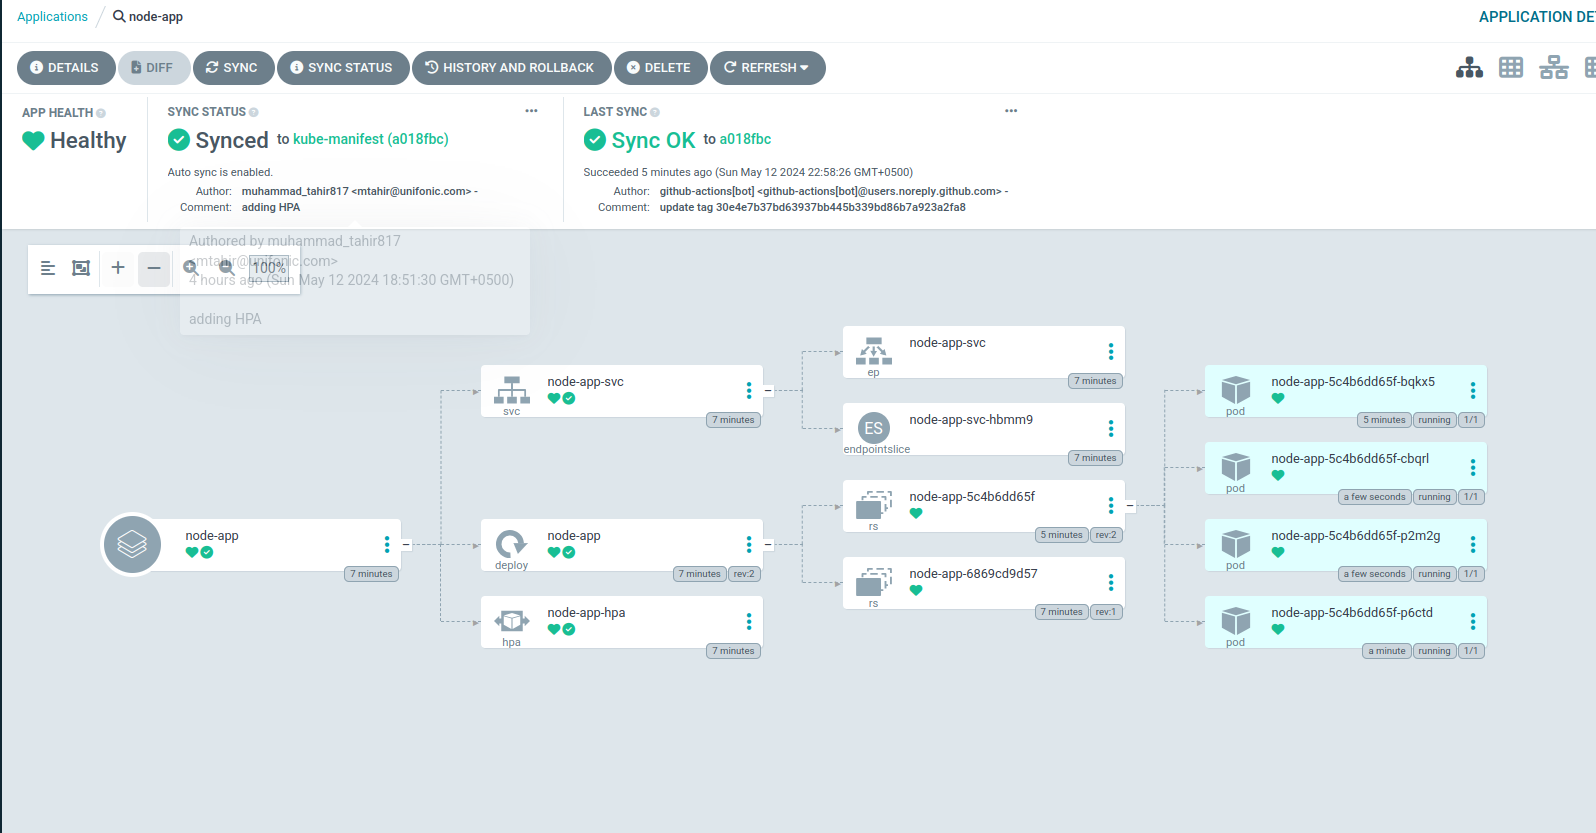 Applications / node-app
APPLICATION DE
DETAILS DIFF SYNC SYNC STATUS HISTORY AND ROLLBACK DELETE REFRESH
APP HEALTH
Healthy
SYNC STATUS
Synced to kube-manifest (a018fbc)
Auto sync is enabled.
Author: muhammad_tahir817 <mtahir@unifonic.com> -
Comment: adding HPA
LAST SYNC
Sync OK to a018fbc
Succeeded 5 minutes ago (Sun May 12 2024 22:58:26 GMT+0500)
Author: github-actions[bot] <github-actions[bot]@users.noreply.github.com> -
Comment: update tag 30e4e7b37bd63937bb445b339bd86b7a923a2fa8
Authored by muhammad_tahir817
<mtahir@unifonic.com>
4 hours ago (Sun May 12 2024 18:51:30 GMT+0500)
adding HPA
100%
node-app
7 minutes
node-app-svc
svc
7 minutes
node-app
deploy
7 minutes rev:2
node-app-hpa
hpa
7 minutes
node-app-svc
ep
7 minutes
ES
node-app-svc-hbmm9
endpointslice
7 minutes
node-app-5c4b6dd65f
rs
5 minutes rev:2
node-app-6869cd9d57
rs
7 minutes rev:1
node-app-5c4b6dd65f-bqkx5
pod
5 minutes running 1/1
node-app-5c4b6dd65f-cbqrl
pod
a few seconds running 1/1
node-app-5c4b6dd65f-p2m2g
pod
a few seconds running 1/1
node-app-5c4b6dd65f-p6ctd
pod
a minute running 1/1